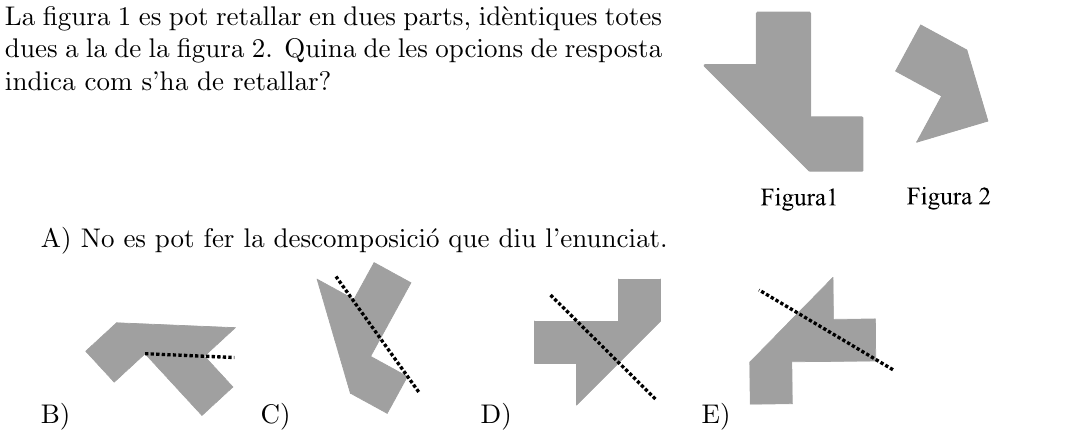 La figura 1 es pot retallar en dues parts, idèntiques totes
dues a la de la figura 2. Quina de les opcions de resposta
indica com s'ha de retallar?
Figura1
Figura 2
A) No es pot fer la descomposició que diu l'enunciat.
B)
C)
D)
E)